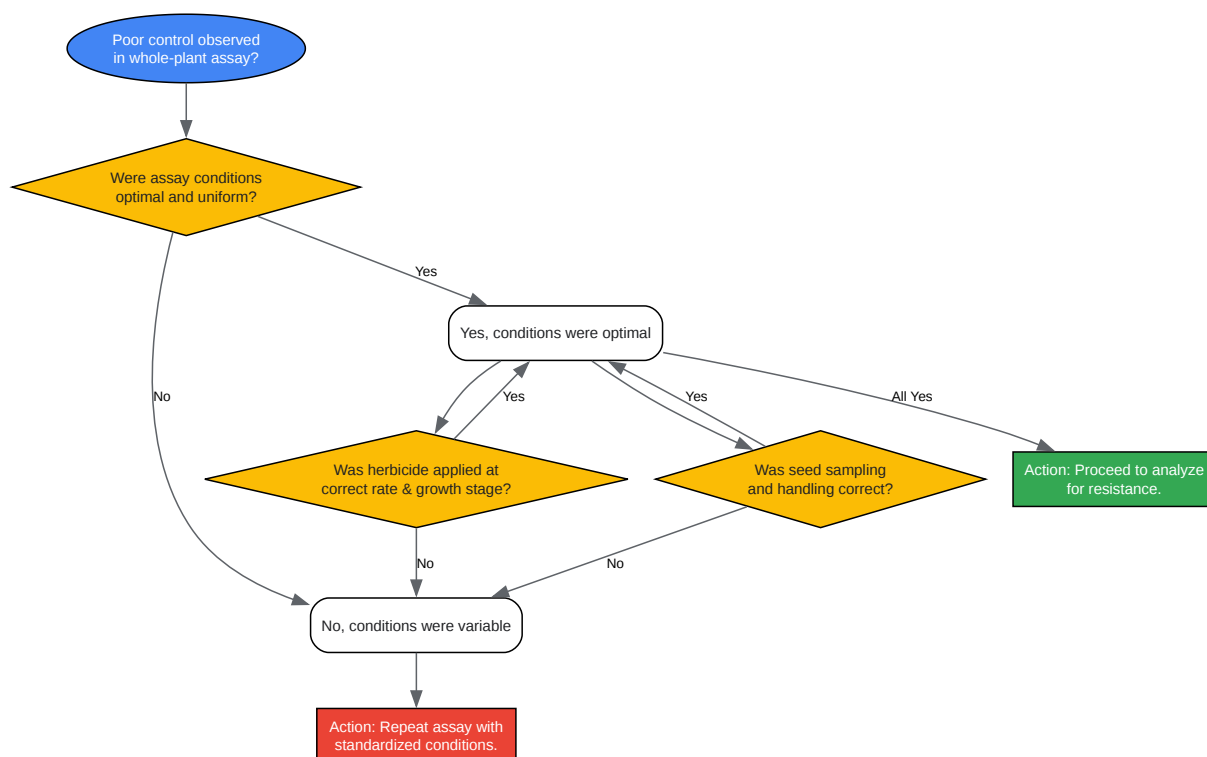 Poor control observed
in whole-plant assay?
Were assay conditions
optimal and uniform?
Yes
Yes, conditions were optimal
No
Yes
Yes
All Yes
Was herbicide applied at
correct rate & growth stage?
Was seed sampling
and handling correct?
Action: Proceed to analyze
for resistance.
No
No
No, conditions were variable
Action: Repeat assay with
standardized conditions.